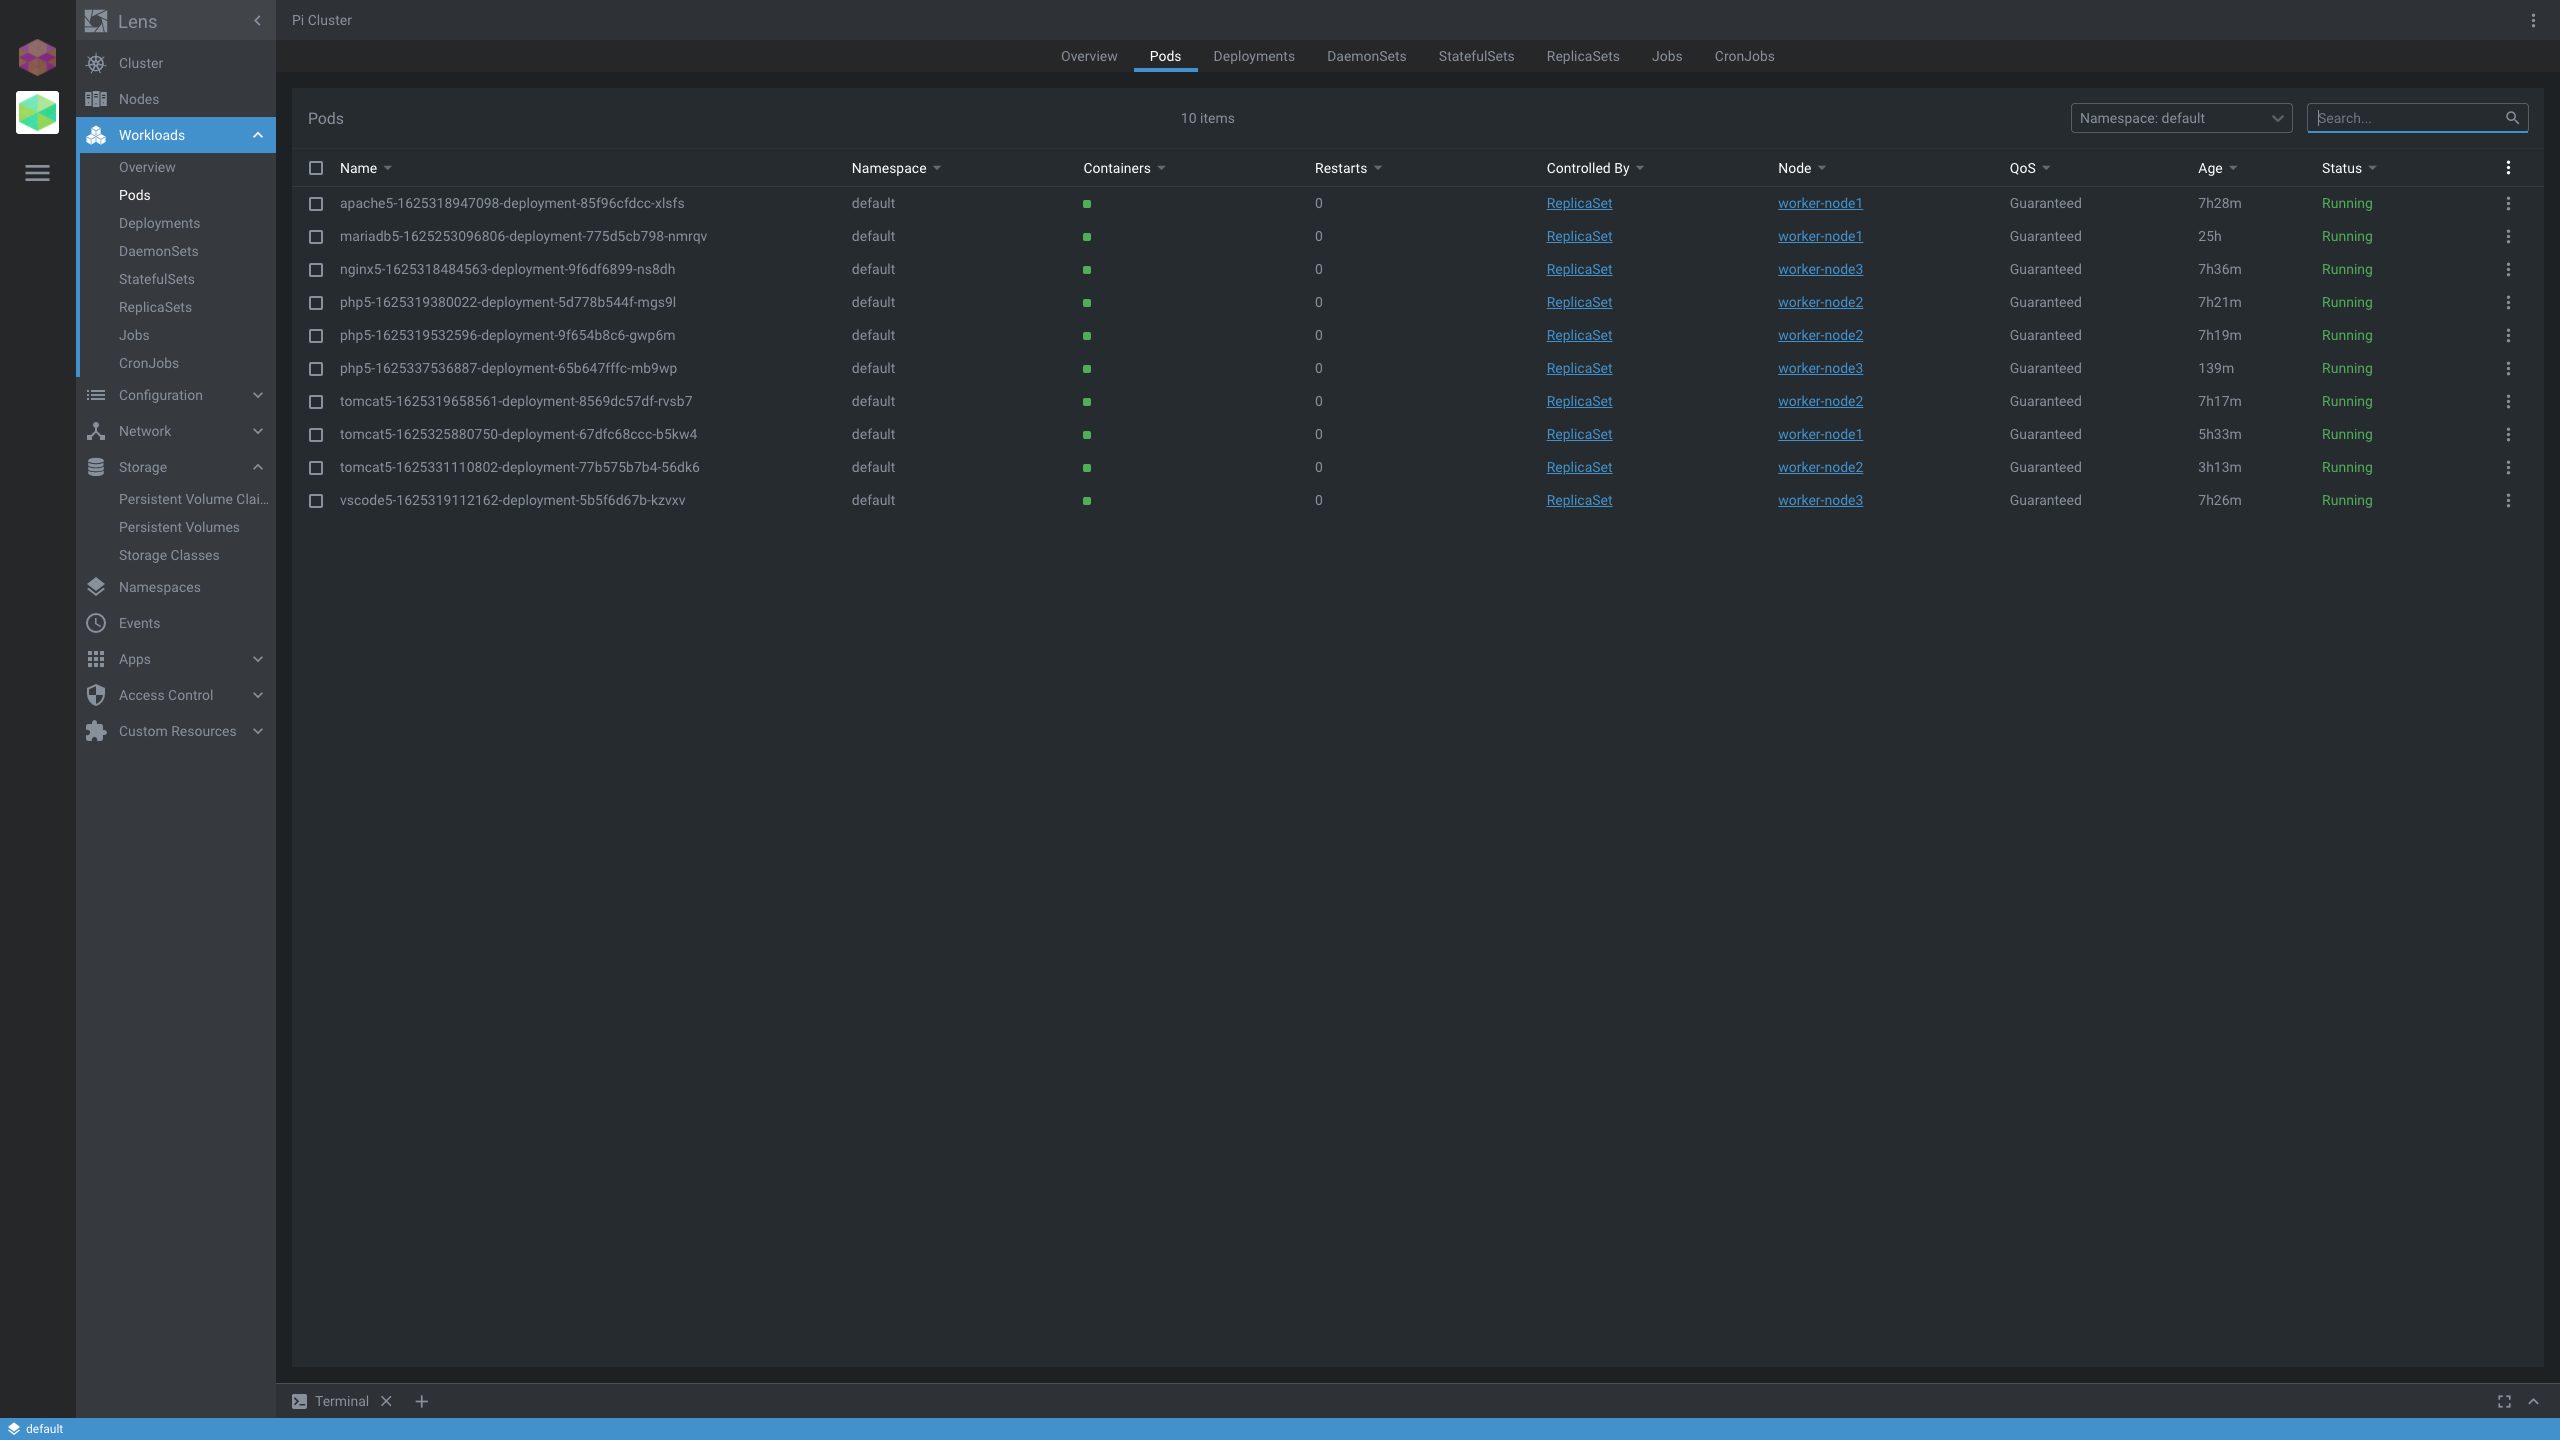 Lens
Pi Cluster
Cluster
Nodes
Workloads
Overview
Pods
Deployments
DaemonSets
StatefulSets
ReplicaSets
Jobs
CronJobs
Configuration
Network
Storage
Persistent Volume Clai...
Persistent Volumes
Storage Classes
Namespaces
Events
Apps
Access Control
Custom Resources
Overview Pods Deployments DaemonSets StatefulSets ReplicaSets Jobs CronJobs
Pods 10 items Namespace: default Search...
Name Namespace Containers Restarts Controlled By Node QoS Age Status
apache5-1625318947098-deployment-85f96cfdcc-xlsfs default 0 ReplicaSet worker-node1 Guaranteed 7h28m Running
mariadb5-1625253096806-deployment-775d5cb798-nmrqv default 0 ReplicaSet worker-node1 Guaranteed 25h Running
nginx5-1625318484563-deployment-9f6df6899-ns8dh default 0 ReplicaSet worker-node3 Guaranteed 7h36m Running
php5-1625319380022-deployment-5d778b544f-mgs9l default 0 ReplicaSet worker-node2 Guaranteed 7h21m Running
php5-1625319532596-deployment-9f654b8c6-gwp6m default 0 ReplicaSet worker-node2 Guaranteed 7h19m Running
php5-1625337536887-deployment-65b647fffc-mb9wp default 0 ReplicaSet worker-node3 Guaranteed 139m Running
tomcat5-1625319658561-deployment-8569dc57df-rvsb7 default 0 ReplicaSet worker-node2 Guaranteed 7h17m Running
tomcat5-1625325880750-deployment-67dfc68ccc-b5kw4 default 0 ReplicaSet worker-node1 Guaranteed 5h33m Running
tomcat5-1625331110802-deployment-77b575b7b4-56dk6 default 0 ReplicaSet worker-node2 Guaranteed 3h13m Running
vscode5-1625319112162-deployment-5b5f6d67b-kzvxv default 0 ReplicaSet worker-node3 Guaranteed 7h26m Running
Terminal
default